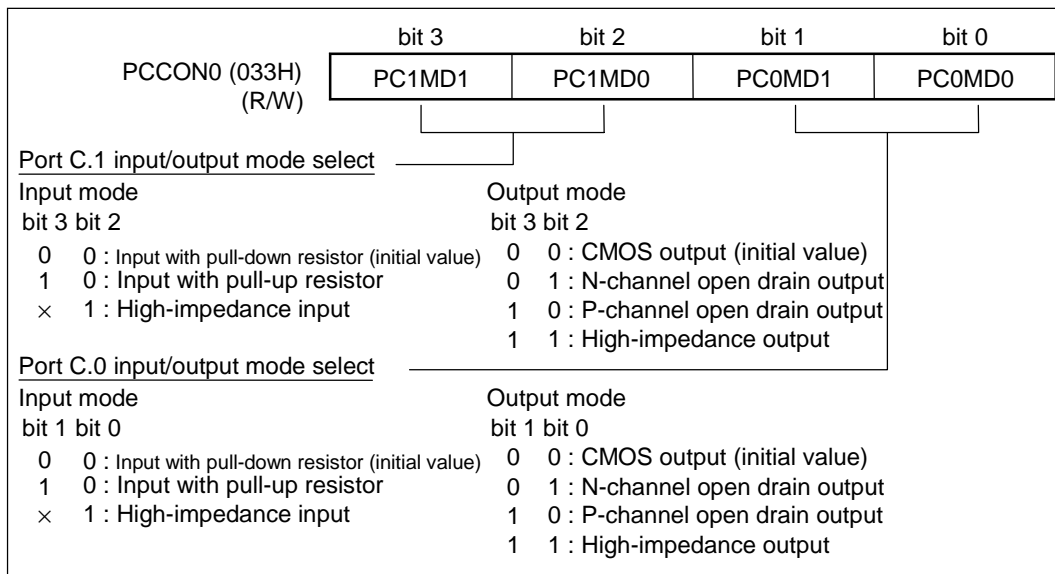 bit 3 bit 2 bit 1 bit 0
PCCON0 (033H) PC1MD1 PC1MD0 PC0MD1 PC0MD0
(R/W)
Port C.1 input/output mode select
Input mode Output mode
bit 3 bit 2 bit 3 bit 2
0 0 : Input with pull-down resistor (initial value) 0 0 : CMOS output (initial value)
1 0 : Input with pull-up resistor 0 1 : N-channel open drain output
× 1 : High-impedance input 1 0 : P-channel open drain output
1 1 : High-impedance output
Port C.0 input/output mode select
Input mode Output mode
bit 1 bit 0 bit 1 bit 0
0 0 : Input with pull-down resistor (initial value) 0 0 : CMOS output (initial value)
1 0 : Input with pull-up resistor 0 1 : N-channel open drain output
× 1 : High-impedance input 1 0 : P-channel open drain output
1 1 : High-impedance output